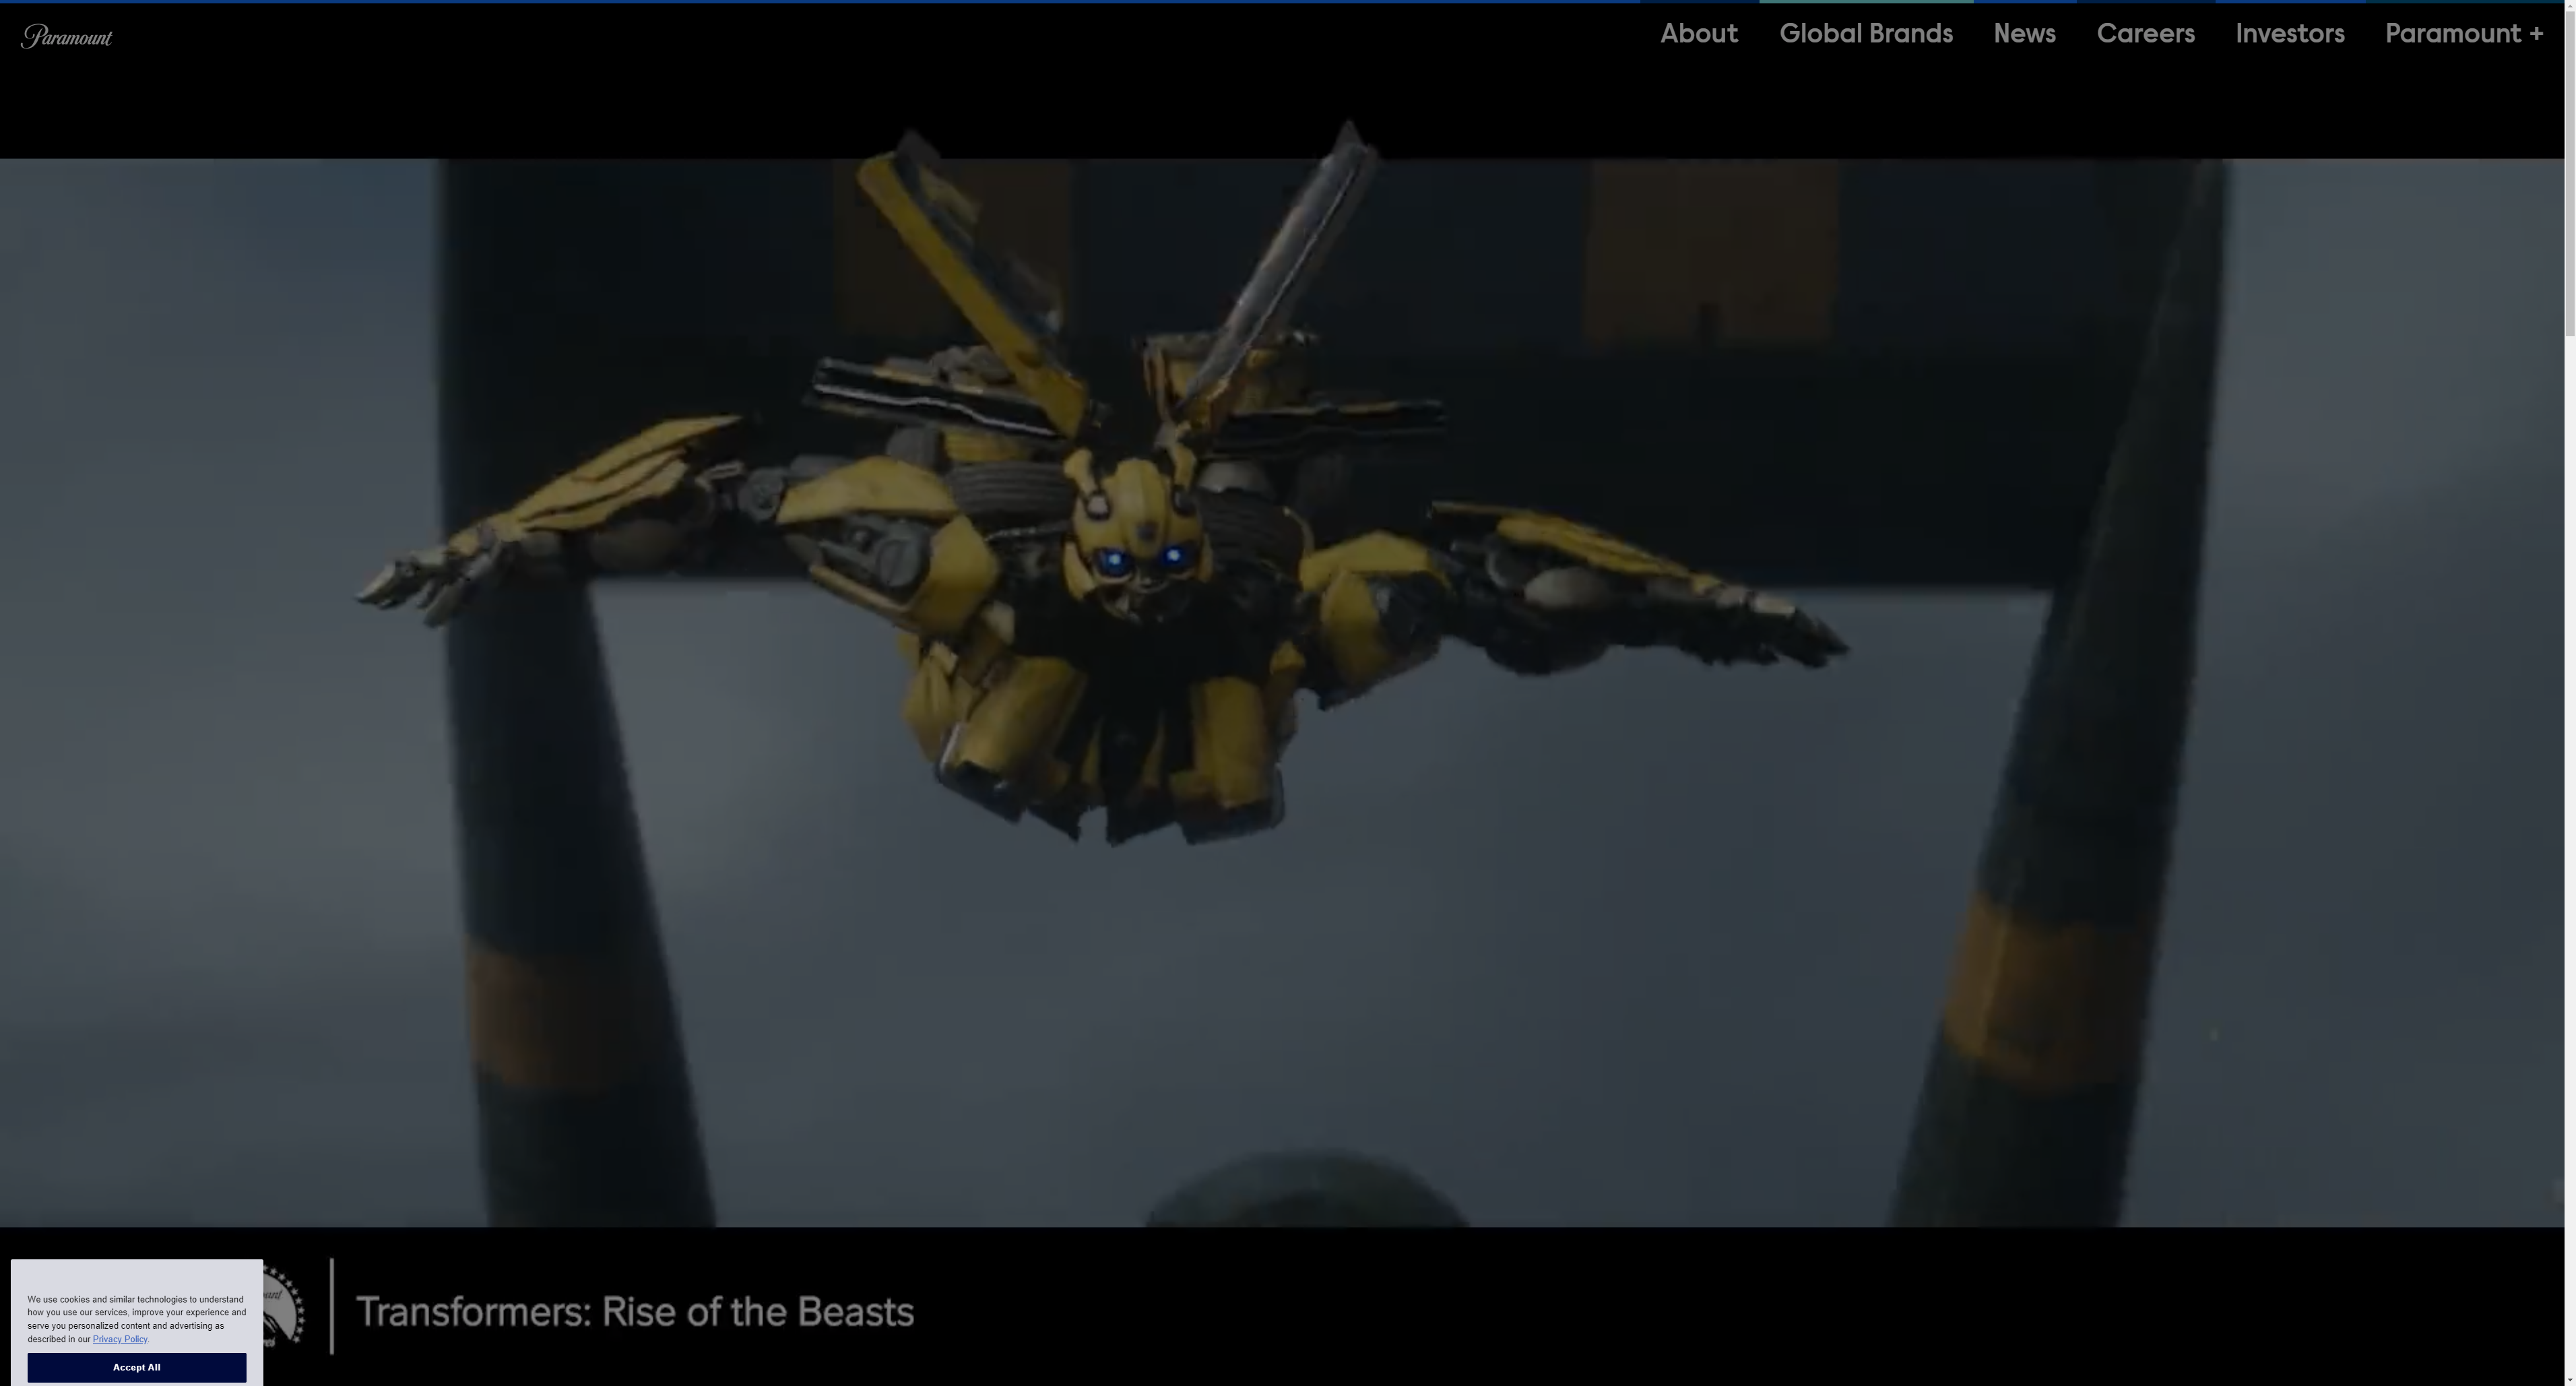 Paramount
About Global Brands News Careers Investors Paramount +
We use cookies and similar technologies to understand
how you use our services, improve your experience and
serve you personalized content and advertising as
described in our Privacy Policy.
Accept All
Transformers: Rise of the Beasts